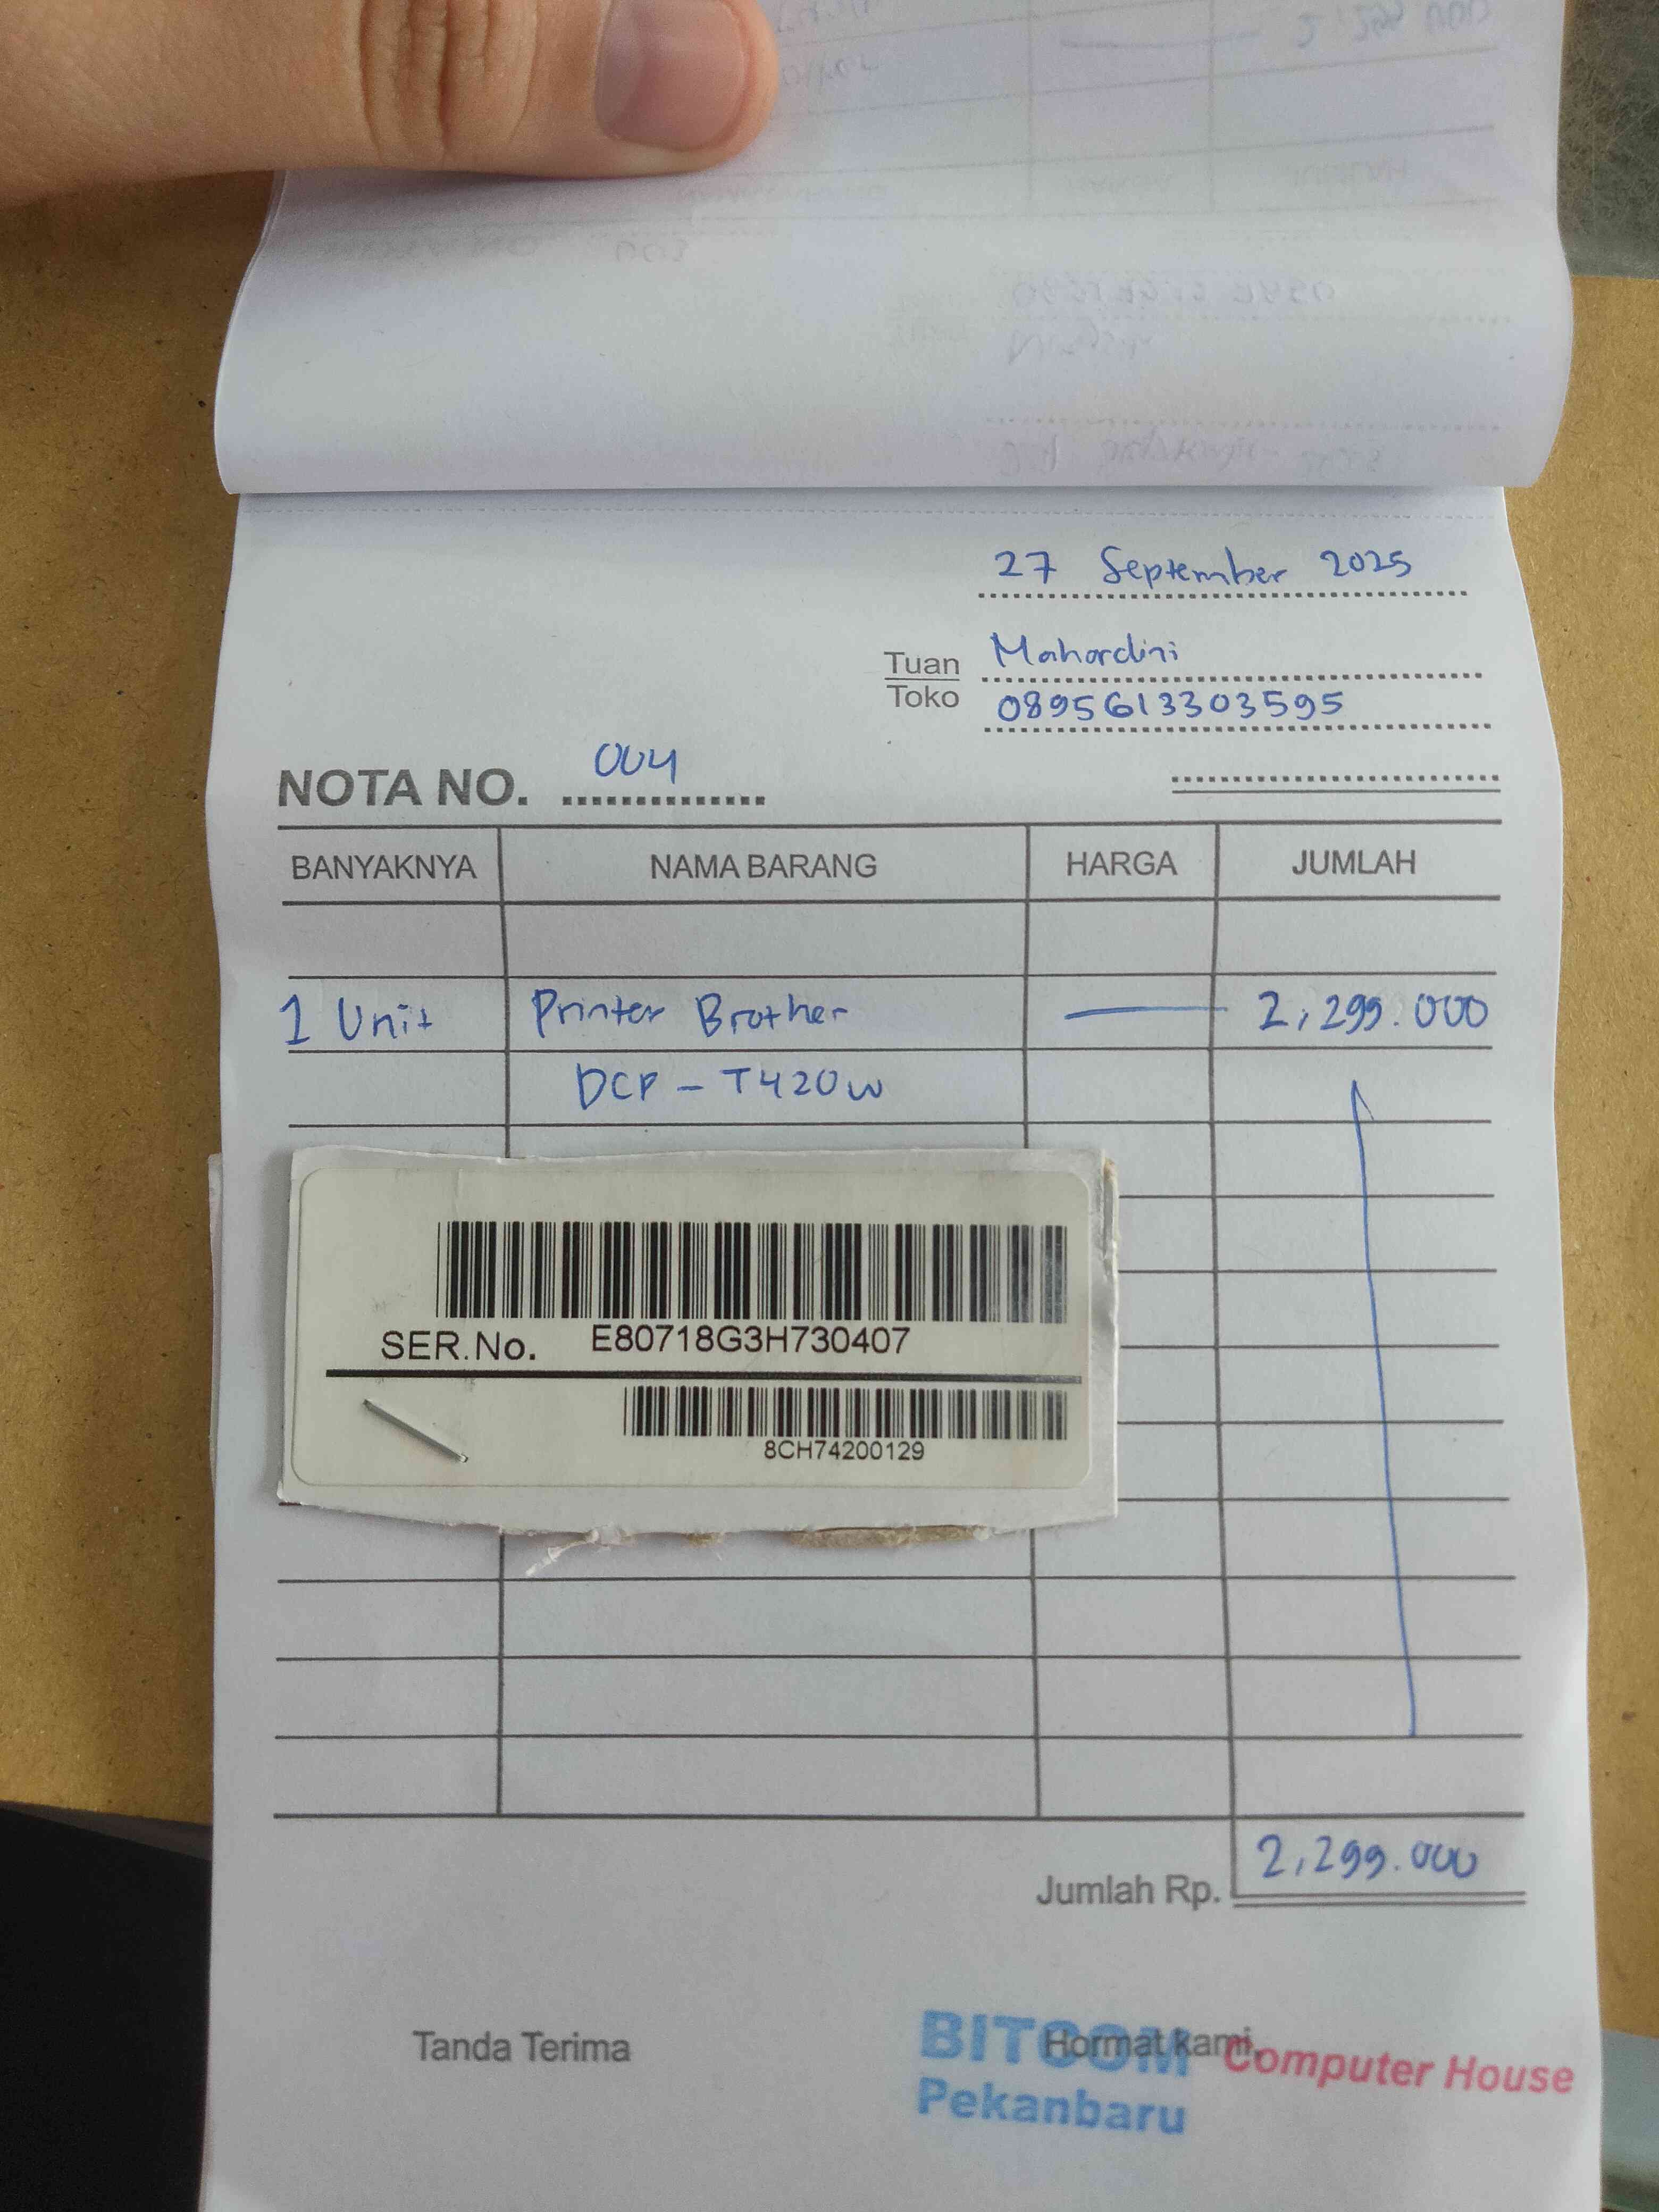 27 September 2025
Tuan Mahardini
Toko 0895613303595
NOTA NO. 004
BANYAKNYA NAMA BARANG HARGA JUMLAH
1 Unit Printer Brother — 2,299.000
DCP - T420W
SER.No. E80718G3H730407
8CH74200129
Jumlah Rp. 2,299.000
Tanda Terima Hormat kami,
BITCOM Computer House
Pekanbaru